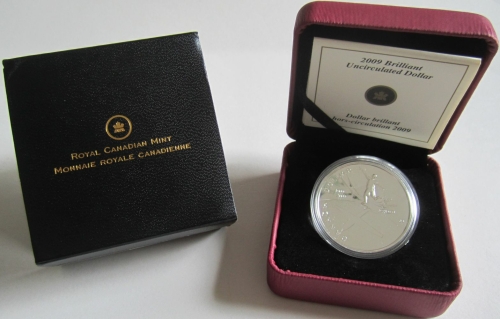 ROYAL CANADIAN MINT
MONNAIE ROYALE CANADIENNE
2009 Brilliant
Uncirculated Dollar
Dollar brillant
hors-circulation 2009